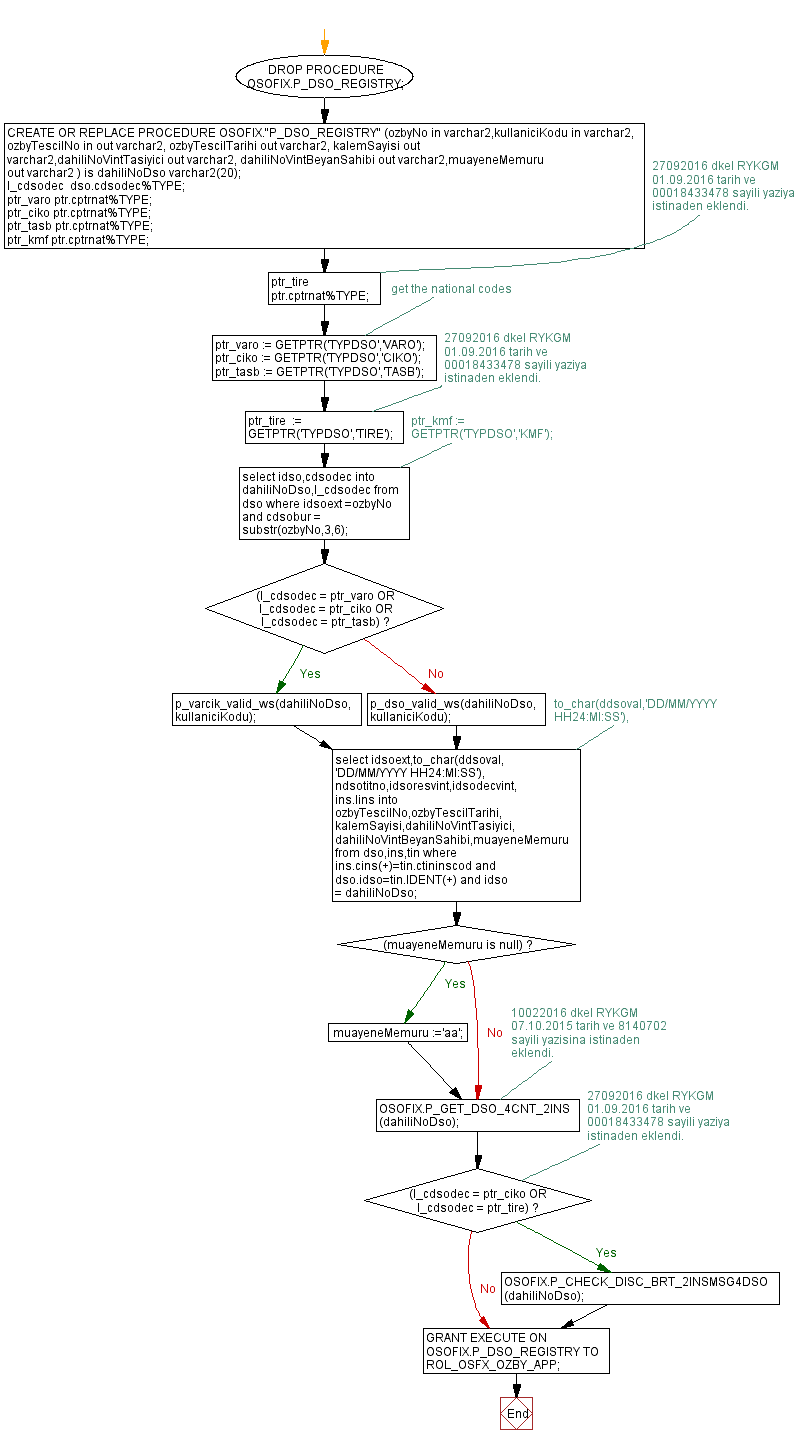 DROP PROCEDURE
OSOFIX.P_DSO_REGISTRY;
CREATE OR REPLACE PROCEDURE OSOFIX."P_DSO_REGISTRY" (ozbyNo in varchar2,kullaniciKodu in varchar2,
ozbyTescilNo in out varchar2, ozbyTescilTarihi out varchar2, kalemSayisi out
varchar2,dahiliNoVintTasiyici out varchar2, dahiliNoVintBeyanSahibi out varchar2,muayeneMemuru
out varchar2 ) is dahiliNoDso varchar2(20);
l_cdsodec  dso.cdsodec%TYPE;
ptr_varo ptr.cptrnat%TYPE;
ptr_ciko ptr.cptrnat%TYPE;
ptr_tasb ptr.cptrnat%TYPE;
ptr_kmf ptr.cptrnat%TYPE;
27092016 dkel RYKGM
01.09.2016 tarih ve
00018433478 sayili yaziya
istinaden eklendi.
ptr_tire
ptr.cptrnat%TYPE;
get the national codes
ptr_varo := GETPTR('TYPDSO','VARO');
ptr_ciko := GETPTR('TYPDSO','CIKO');
ptr_tasb := GETPTR('TYPDSO','TASB');
27092016 dkel RYKGM
01.09.2016 tarih ve
00018433478 sayili yaziya
istinaden eklendi.
ptr_tire  :=
GETPTR('TYPDSO','TIRE');
ptr_kmf :=
GETPTR('TYPDSO','KMF');
select idso,cdsodec into
dahiliNoDso,l_cdsodec from
dso where idsoext =ozbyNo
and cdsobur =
substr(ozbyNo,3,6);
(l_cdsodec = ptr_varo OR
l_cdsodec = ptr_ciko OR
l_cdsodec = ptr_tasb) ?
Yes
No
p_varcik_valid_ws(dahiliNoDso,
kullaniciKodu);
p_dso_valid_ws(dahiliNoDso,
kullaniciKodu);
to_char(ddsoval,'DD/MM/YYYY
HH24:MI:SS'),
select idsoext,to_char(ddsoval,
'DD/MM/YYYY HH24:MI:SS'),
ndsotitno,idsoresvint,idsodecvint,
ins.lins into
ozbyTescilNo,ozbyTescilTarihi,
kalemSayisi,dahiliNoVintTasiyici,
dahiliNoVintBeyanSahibi,muayeneMemuru
from dso,ins,tin where
ins.cins(+)=tin.ctininscod and
dso.idso=tin.IDENT(+) and idso
= dahiliNoDso;
(muayeneMemuru is null) ?
Yes
No
muayeneMemuru :='aa';
10022016 dkel RYKGM
07.10.2015 tarih ve 8140702
sayili yazisina istinaden
eklendi.
OSOFIX.P_GET_DSO_4CNT_2INS
(dahiliNoDso);
27092016 dkel RYKGM
01.09.2016 tarih ve
00018433478 sayili yaziya
istinaden eklendi.
(l_cdsodec = ptr_ciko OR
l_cdsodec = ptr_tire) ?
Yes
No
OSOFIX.P_CHECK_DISC_BRT_2INSMSG4DSO
(dahiliNoDso);
GRANT EXECUTE ON
OSOFIX.P_DSO_REGISTRY TO
ROL_OSFX_OZBY_APP;
End